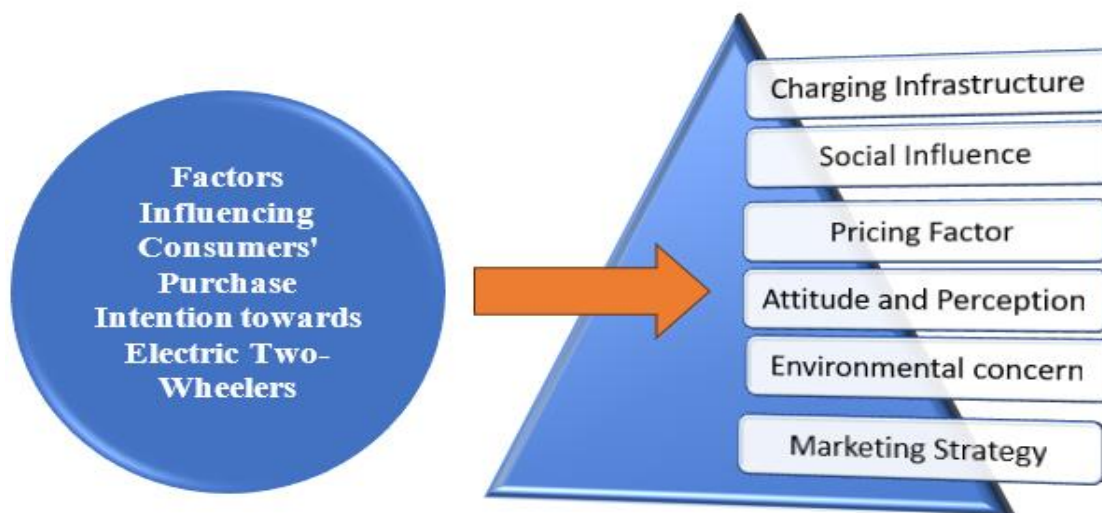 Factors
Influencing
Consumers'
Purchase
Intention towards
Electric Two-
Wheelers
Charging Infrastructure
Social Influence
Pricing Factor
Attitude and Perception
Environmental concern
Marketing Strategy